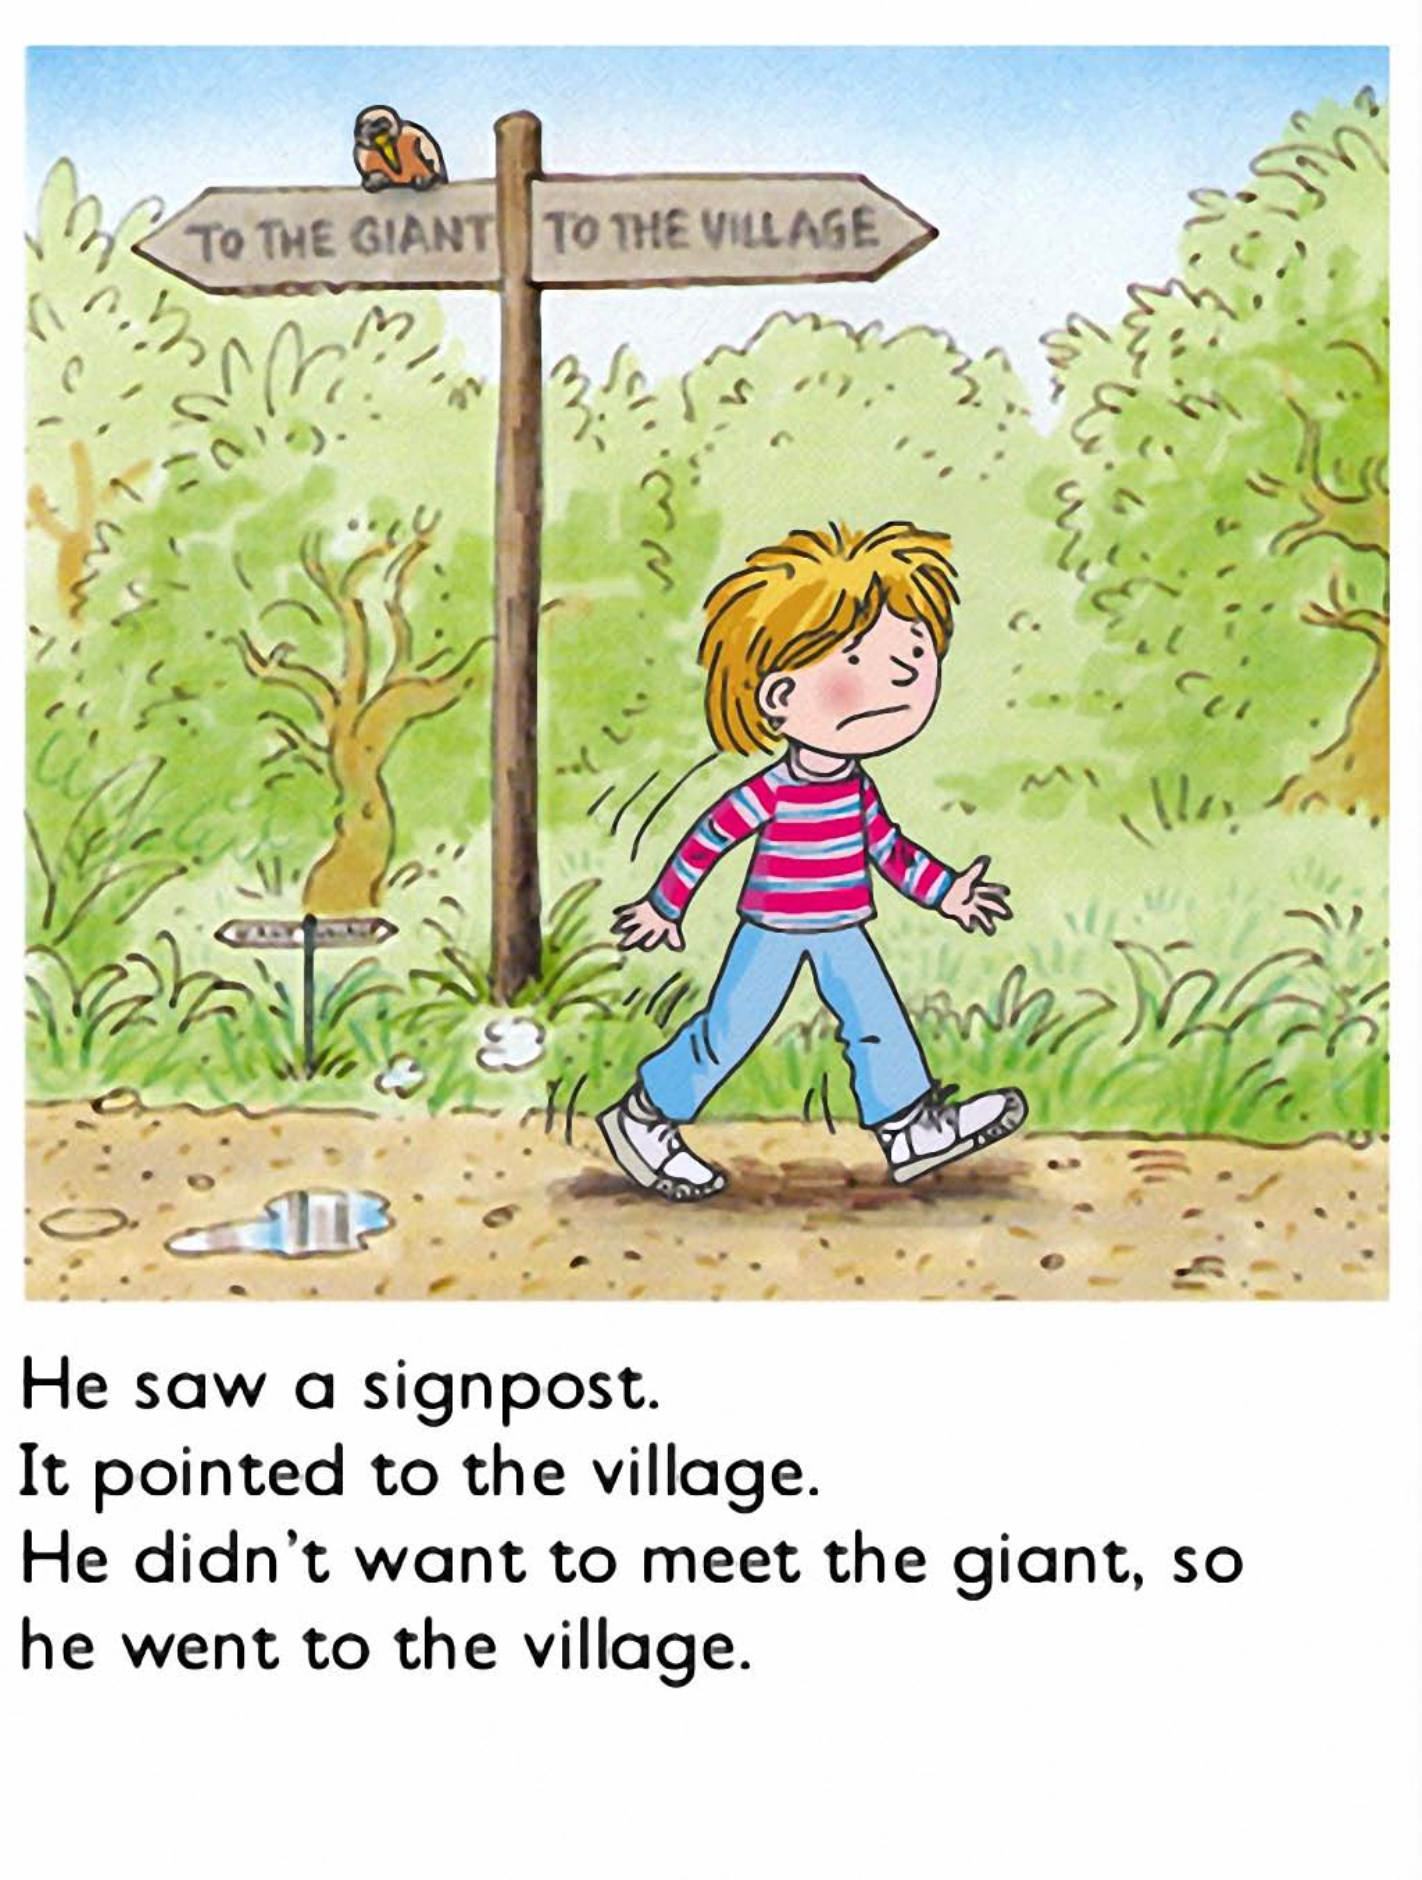 TO THE GIANT TO THE VILLAGE
He saw a signpost.
It pointed to the village.
He didn't want to meet the giant, so
he went to the village.